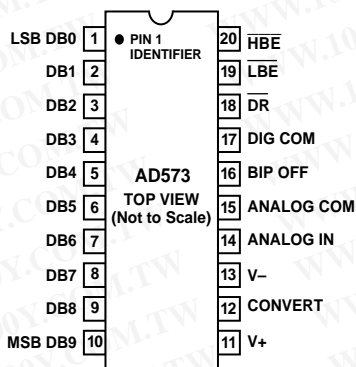 LSB DB0 1
DB1 2
DB2 3
DB3 4
DB4 5
DB5 6
DB6 7
DB7 8
DB8 9
MSB DB9 10
PIN 1
IDENTIFIER
AD573
TOP VIEW
(Not to Scale)
20 HBE
19 LBE
18 DR
17 DIG COM
16 BIP OFF
15 ANALOG COM
14 ANALOG IN
13 V–
12 CONVERT
11 V+